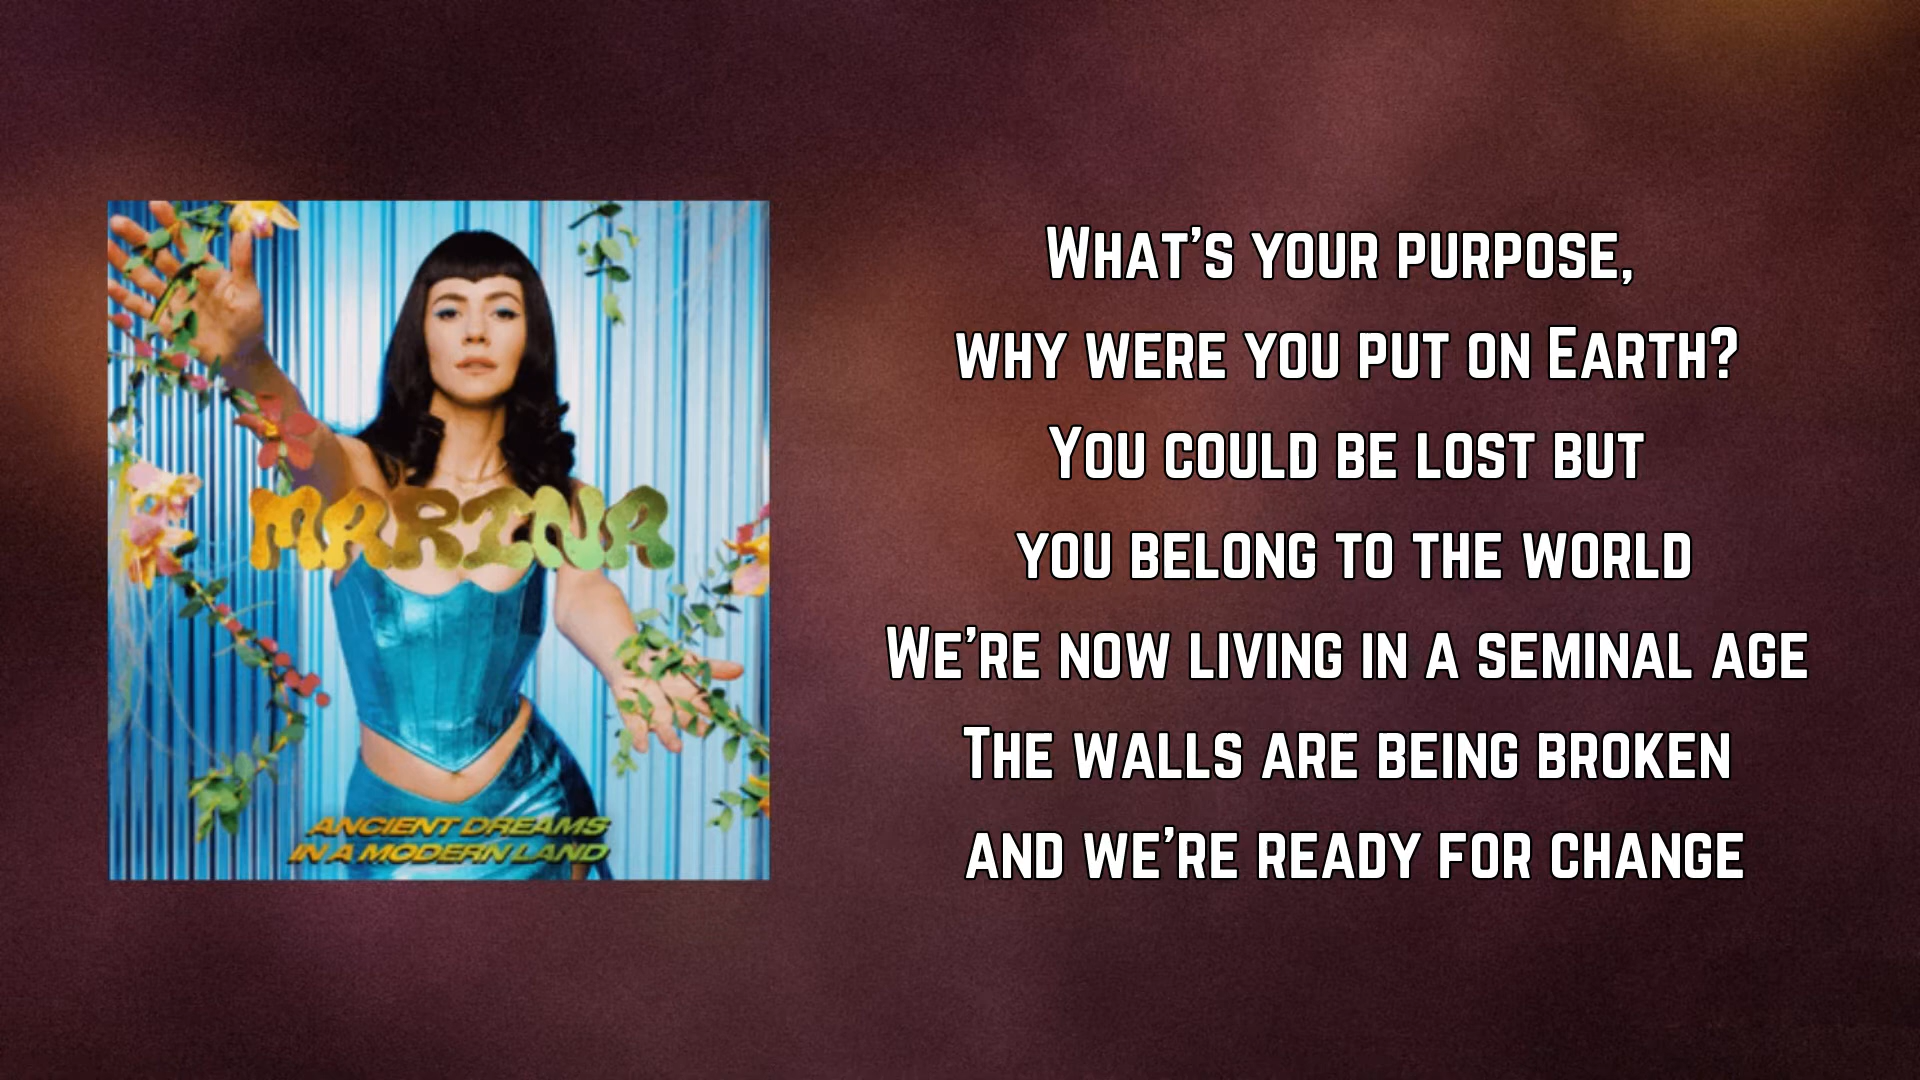 MARINA
ANCIENT DREAMS
IN A MODERN LAND
What's your purpose,
why were you put on Earth?
You could be lost but
you belong to the world
We're now living in a seminal age
The walls are being broken
and we're ready for change